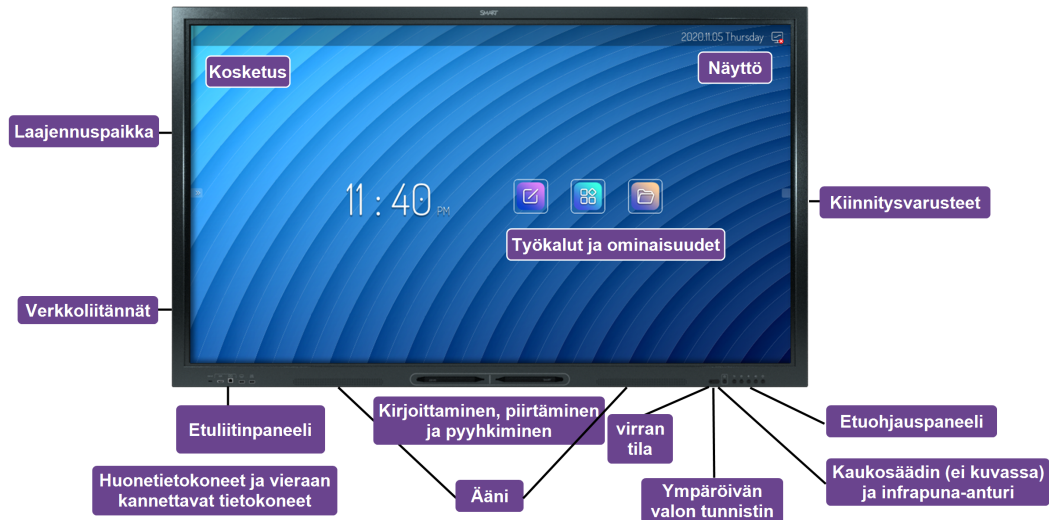 SMART
2020.11.05 Thursday
Kosketus
Näyttö
Laajennuspaikka
11 : 40 PM
Kiinnitysvarusteet
Työkalut ja ominaisuudet
Verkkoliitännät
Etuliitinpaneeli
Kirjoittaminen, piirtäminen
ja pyyhkiminen
virran
tila
Etuohjauspaneeli
Huonetietokoneet ja vieraan
kannettavat tietokoneet
Ääni
Ympäröivän
valon tunnistin
Kaukosäädin (ei kuvassa)
ja infrapuna-anturi